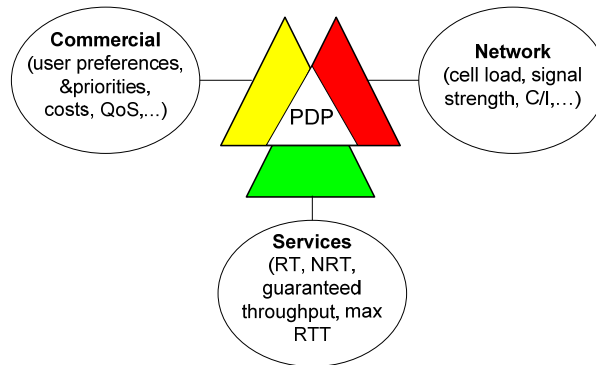 Commercial
(user preferences,
&priorities,
costs, QoS,...)
Network
(cell load, signal
strength, C/I,...)
PDP
Services
(RT, NRT,
guaranteed
throughput, max
RTT